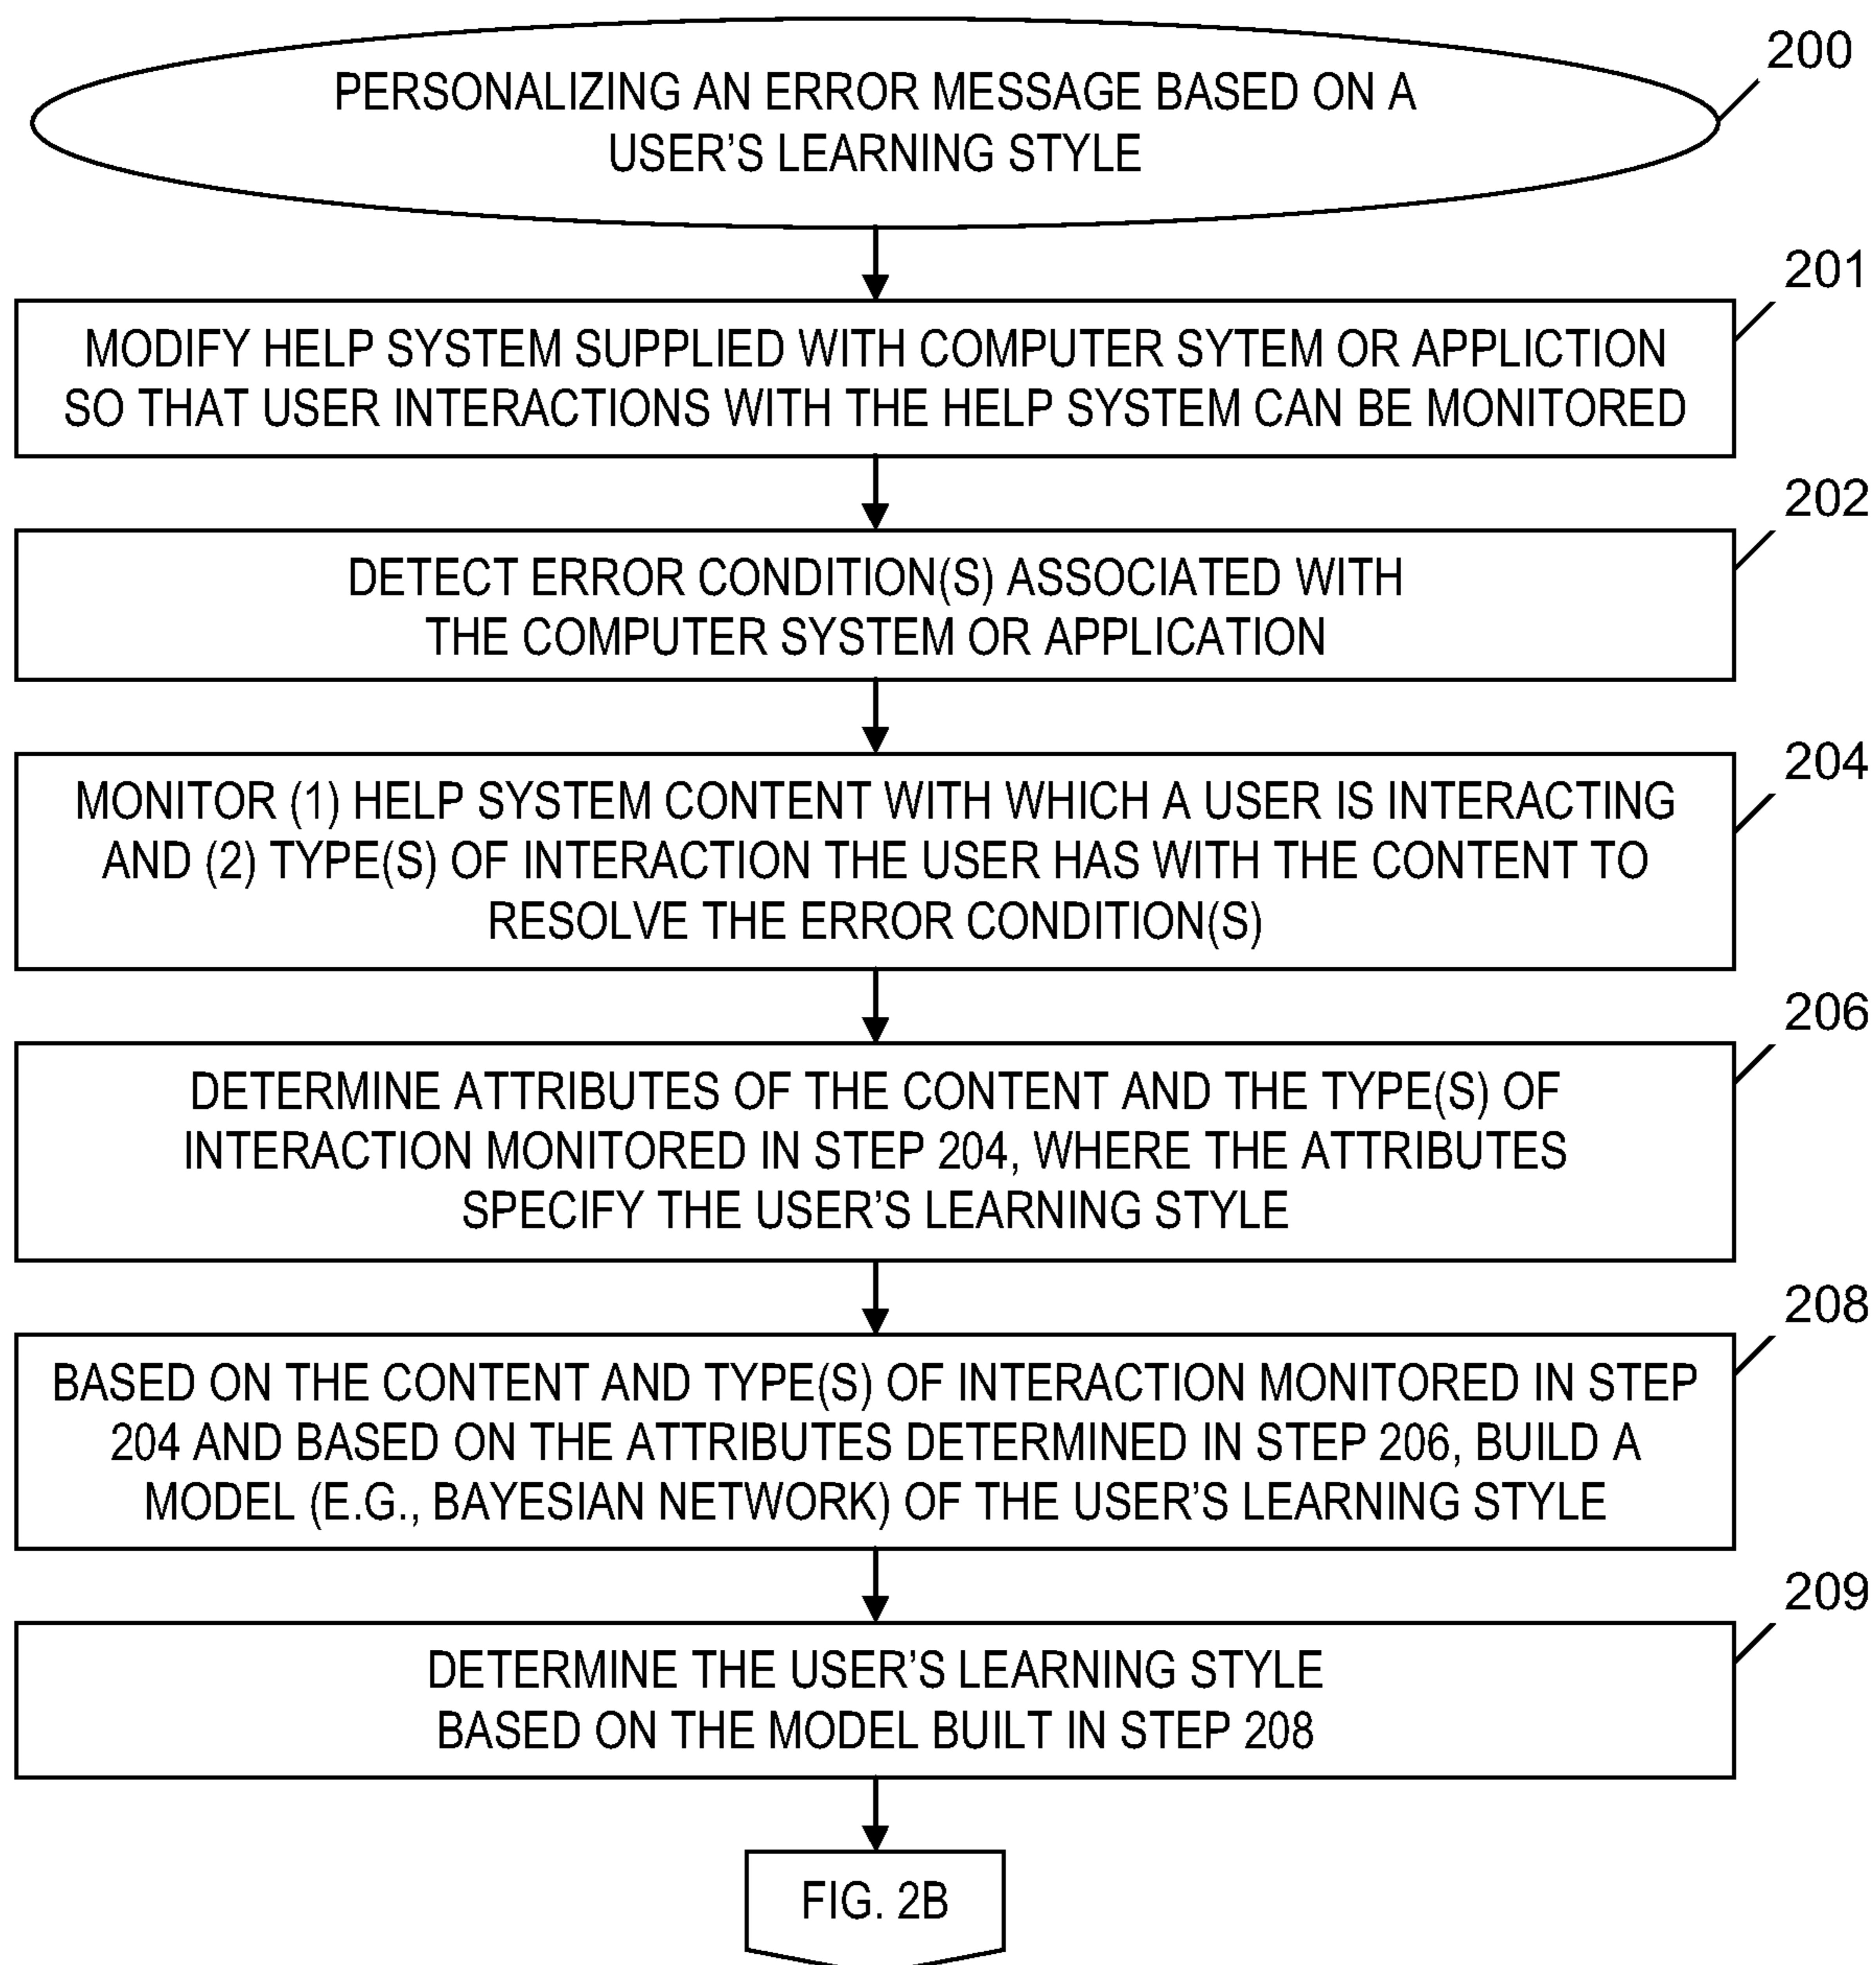 200
PERSONALIZING AN ERROR MESSAGE BASED ON A
USER'S LEARNING STYLE
201
MODIFY HELP SYSTEM SUPPLIED WITH COMPUTER SYTEM OR APPLICTION
SO THAT USER INTERACTIONS WITH THE HELP SYSTEM CAN BE MONITORED
202
DETECT ERROR CONDITION(S) ASSOCIATED WITH
THE COMPUTER SYSTEM OR APPLICATION
204
MONITOR (1) HELP SYSTEM CONTENT WITH WHICH A USER IS INTERACTING
AND (2) TYPE(S) OF INTERACTION THE USER HAS WITH THE CONTENT TO
RESOLVE THE ERROR CONDITION(S)
206
DETERMINE ATTRIBUTES OF THE CONTENT AND THE TYPE(S) OF
INTERACTION MONITORED IN STEP 204, WHERE THE ATTRIBUTES
SPECIFY THE USER'S LEARNING STYLE
208
BASED ON THE CONTENT AND TYPE(S) OF INTERACTION MONITORED IN STEP
204 AND BASED ON THE ATTRIBUTES DETERMINED IN STEP 206, BUILD A
MODEL (E.G., BAYESIAN NETWORK) OF THE USER'S LEARNING STYLE
209
DETERMINE THE USER'S LEARNING STYLE
BASED ON THE MODEL BUILT IN STEP 208
FIG. 2B